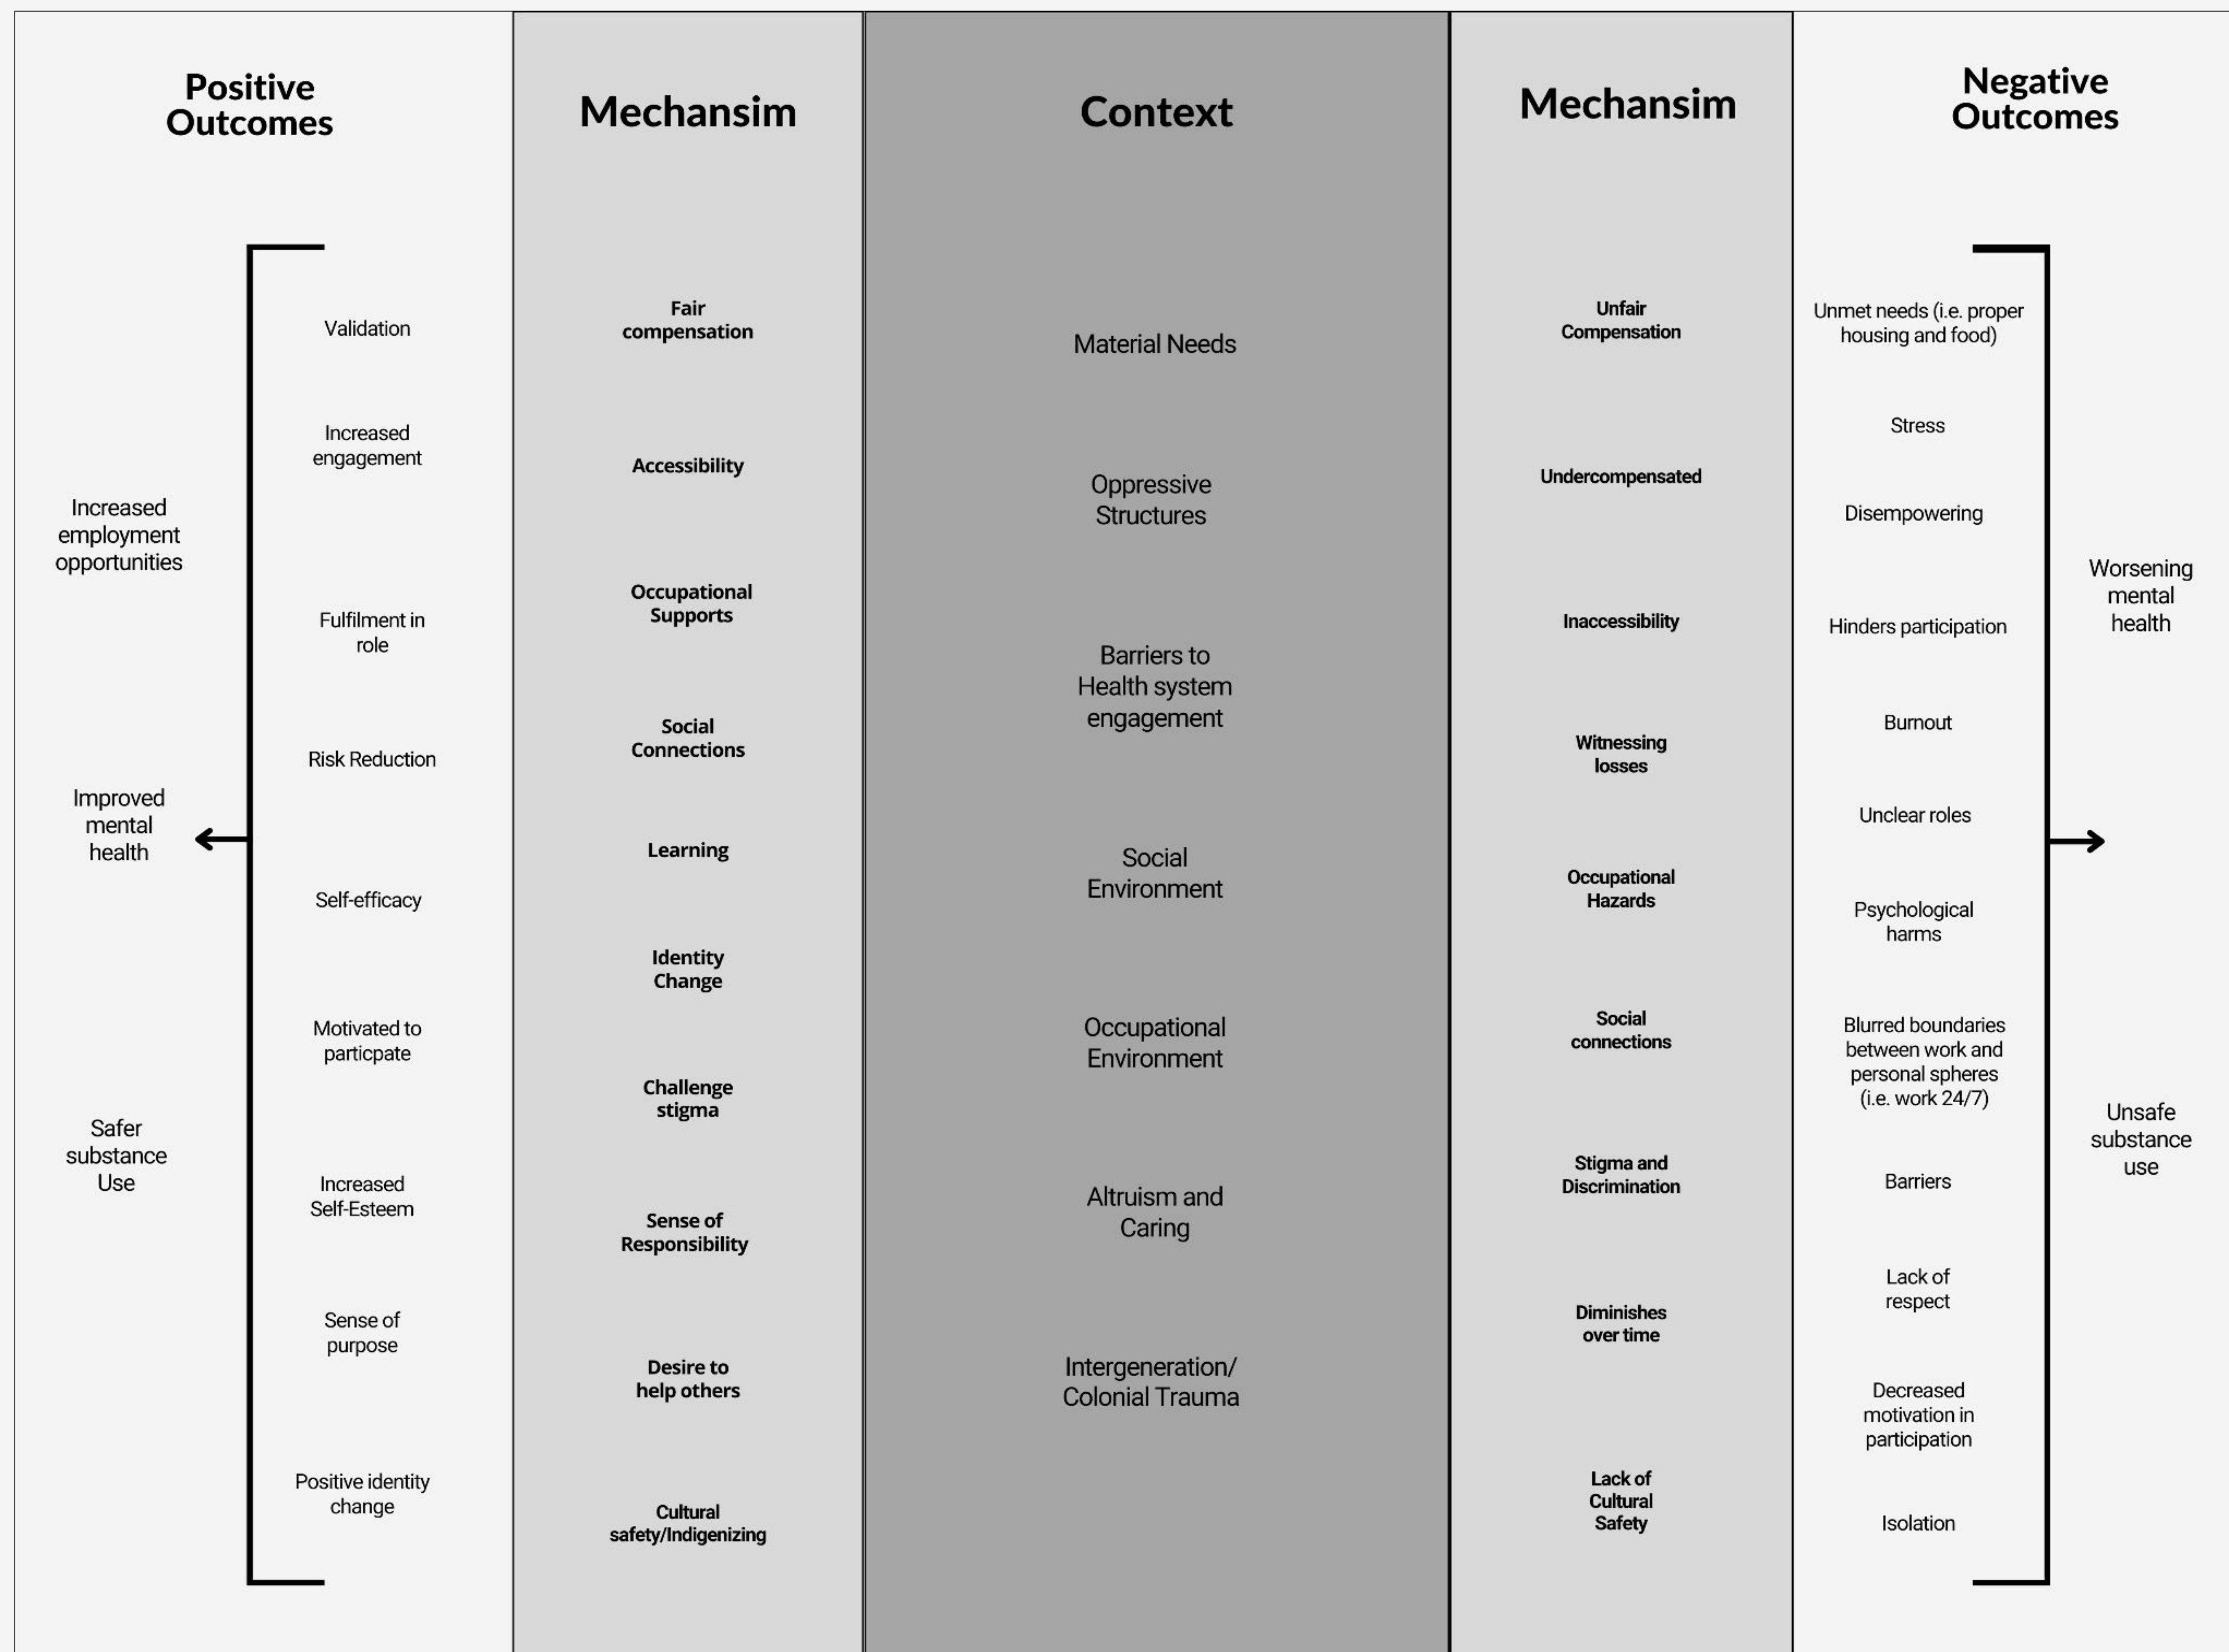 Positive
Outcomes
Increased
employment
opportunities
Improved
mental
health
Safer
substance
Use
Validation
Increased
engagement
Fulfilment in
role
Risk Reduction
Self-efficacy
Motivated to
particpate
Increased
Self-Esteem
Sense of
purpose
Positive identity
change
Mechansim
Fair
compensation
Accessibility
Occupational
Supports
Social
Connections
Learning
Identity
Change
Challenge
stigma
Sense of
Responsibility
Desire to
help others
Cultural
safety/Indigenizing
Context
Material Needs
Oppressive
Structures
Barriers to
Health system
engagement
Social
Environment
Occupational
Environment
Altruism and
Caring
Intergeneration/
Colonial Trauma
Mechansim
Unfair
Compensation
Undercompensated
Inaccessibility
Witnessing
losses
Occupational
Hazards
Social
connections
Stigma and
Discrimination
Diminishes
over time
Lack of
Cultural
Safety
Negative
Outcomes
Unmet needs (i.e. proper
housing and food)
Stress
Disempowering
Hinders participation
Burnout
Unclear roles
Psychological
harms
Blurred boundaries
between work and
personal spheres
(i.e. work 24/7)
Barriers
Lack of
respect
Decreased
motivation in
participation
Isolation
Worsening
mental
health
Unsafe
substance
use